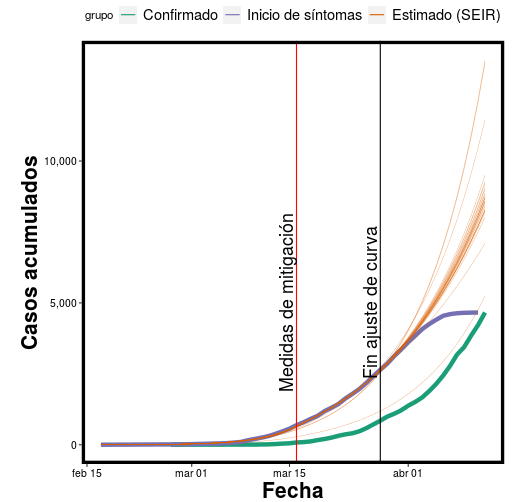 grupo Confirmado Inicio de síntomas Estimado (SEIR)
Casos acumulados
10,000
5,000
0
Medidas de mitigación
Fin ajuste de curva
feb 15 mar 01 mar 15 abr 01
Fecha